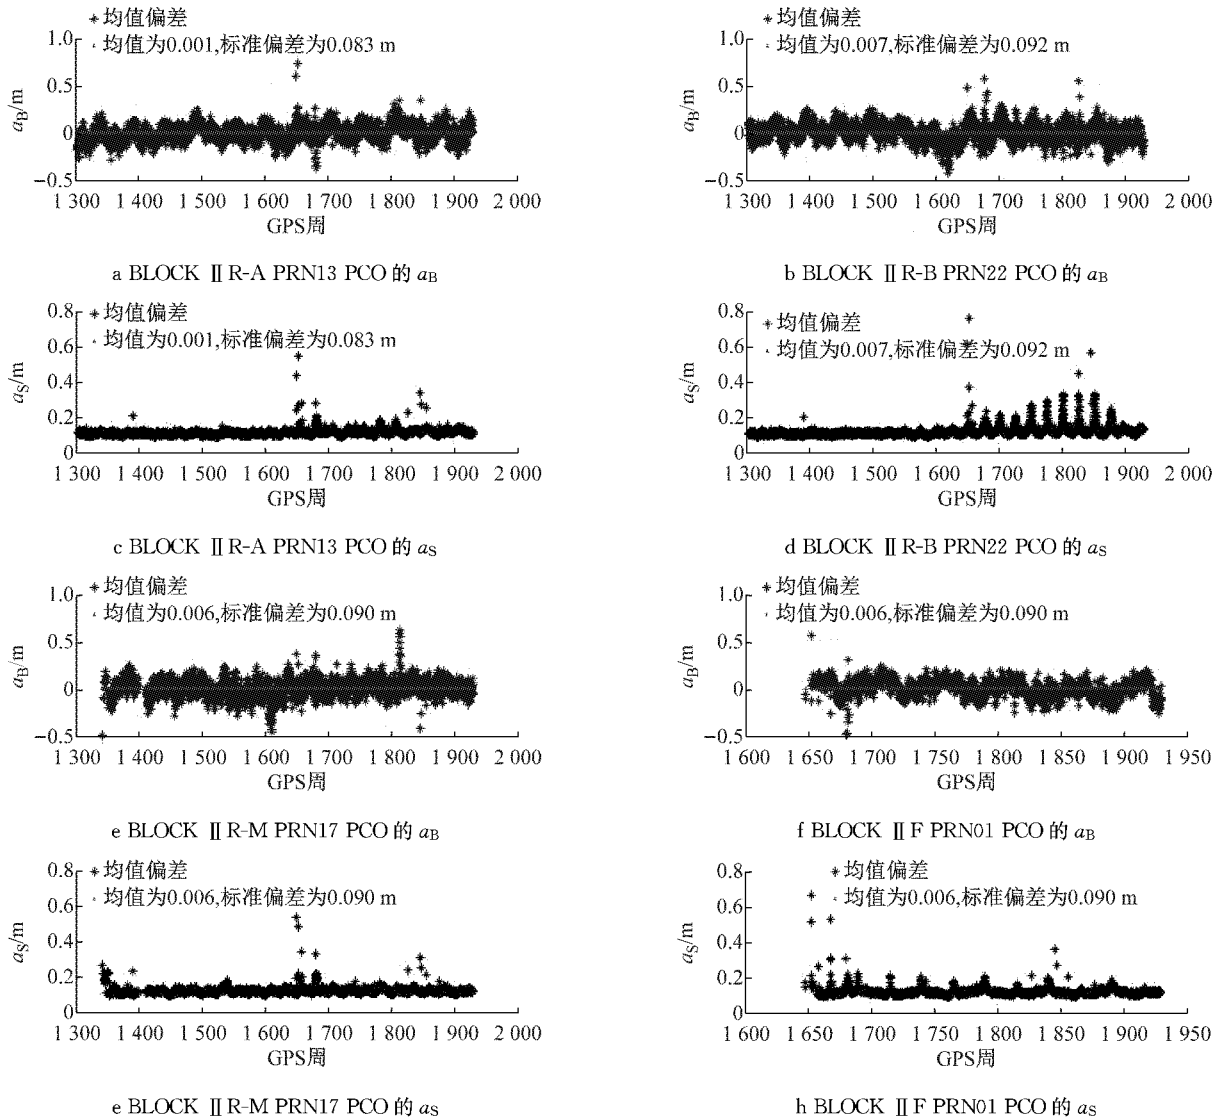 均值偏差
均值为0.001,标准偏差为0.083 m
1.0
0.5
0
−0.5
a_B/m
1 300 1 400 1 500 1 600 1 700 1 800 1 900 2 000
GPS周
a BLOCK ⅡR-A PRN13 PCO 的 a_B
均值偏差
均值为0.007,标准偏差为0.092 m
1.0
0.5
0
−0.5
a_B/m
1 300 1 400 1 500 1 600 1 700 1 800 1 900 2 000
GPS周
b BLOCK ⅡR-B PRN22 PCO 的 a_B
均值偏差
均值为0.001,标准偏差为0.083 m
0.8
0.6
0.4
0.2
0
a_S/m
1 300 1 400 1 500 1 600 1 700 1 800 1 900 2 000
GPS周
c BLOCK ⅡR-A PRN13 PCO 的 a_S
均值偏差
均值为0.007,标准偏差为0.092 m
0.8
0.6
0.4
0.2
0
a_S/m
1 300 1 400 1 500 1 600 1 700 1 800 1 900 2 000
GPS周
d BLOCK ⅡR-B PRN22 PCO 的 a_S
均值偏差
均值为0.006,标准偏差为0.090 m
1.0
0.5
0
−0.5
a_B/m
1 300 1 400 1 500 1 600 1 700 1 800 1 900 2 000
GPS周
e BLOCK ⅡR-M PRN17 PCO 的 a_B
均值偏差
均值为0.006,标准偏差为0.090 m
1.0
0.5
0
−0.5
a_B/m
1 600 1 650 1 700 1 750 1 800 1 850 1 900 1 950
GPS周
f BLOCK ⅡF PRN01 PCO 的 a_B
均值偏差
均值为0.006,标准偏差为0.090 m
0.8
0.6
0.4
0.2
0
a_S/m
1 300 1 400 1 500 1 600 1 700 1 800 1 900 2 000
GPS周
e BLOCK ⅡR-M PRN17 PCO 的 a_S
均值偏差
均值为0.006,标准偏差为0.090 m
0.8
0.6
0.4
0.2
0
a_S/m
1 600 1 650 1 700 1 750 1 800 1 850 1 900 1 950
GPS周
h BLOCK ⅡF PRN01 PCO 的 a_S